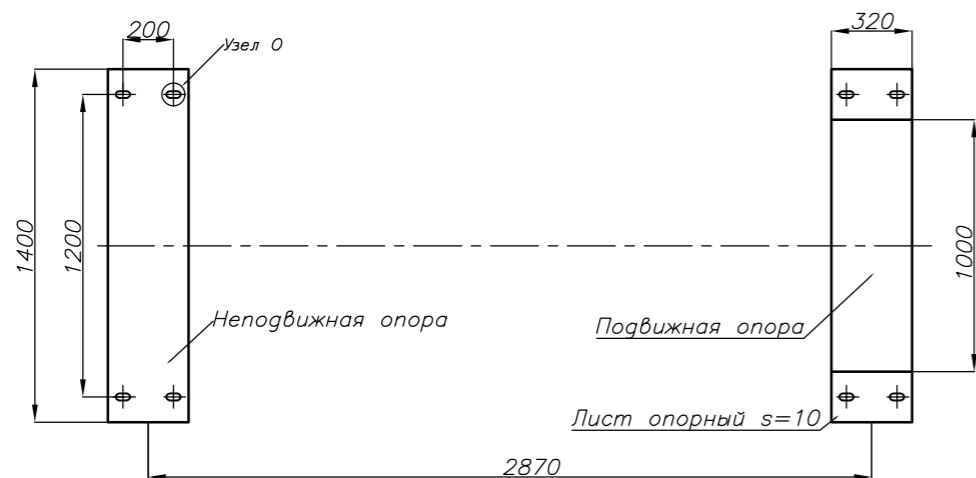 200
Узел О
320
1400
1200
1000
Неподвижная опора
Подвижная опора
Лист опорный s=10
2870